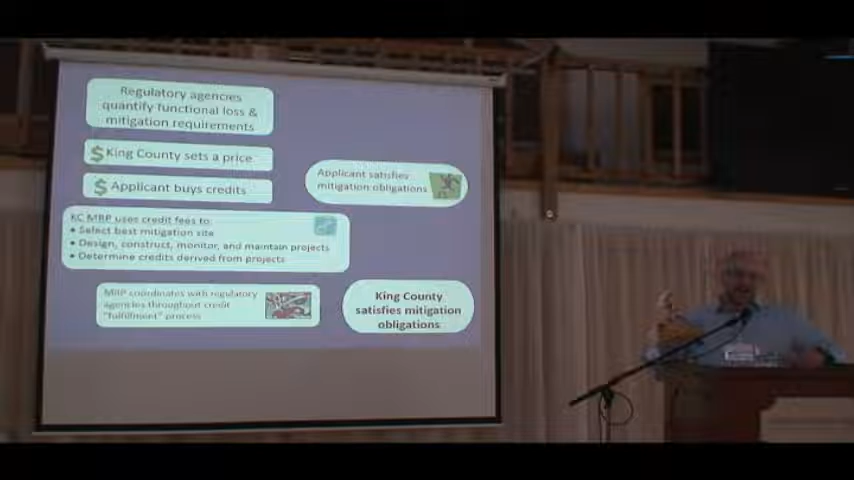 Regulatory agencies
quantify functional loss &
mitigation requirements
$ King County sets a price
$ Applicant buys credits
Applicant satisfies
mitigation obligations
KC MRP uses credit fees to:
• Select best mitigation site
• Design, construct, monitor, and maintain projects
• Determine credits derived from projects
MRP coordinates with regulatory
agencies throughout credit
"fulfillment" process
King County
satisfies mitigation
obligations